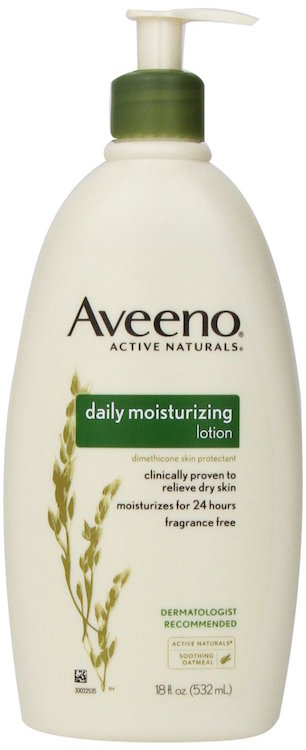 Aveeno®
ACTIVE NATURALS®
daily moisturizing
lotion
dimethicone skin protectant
clinically proven to
relieve dry skin
moisturizes for 24 hours
fragrance free
DERMATOLOGIST
RECOMMENDED
ACTIVE NATURALS®
SOOTHING
OATMEAL
30022535
18 fl. oz. (532 mL)